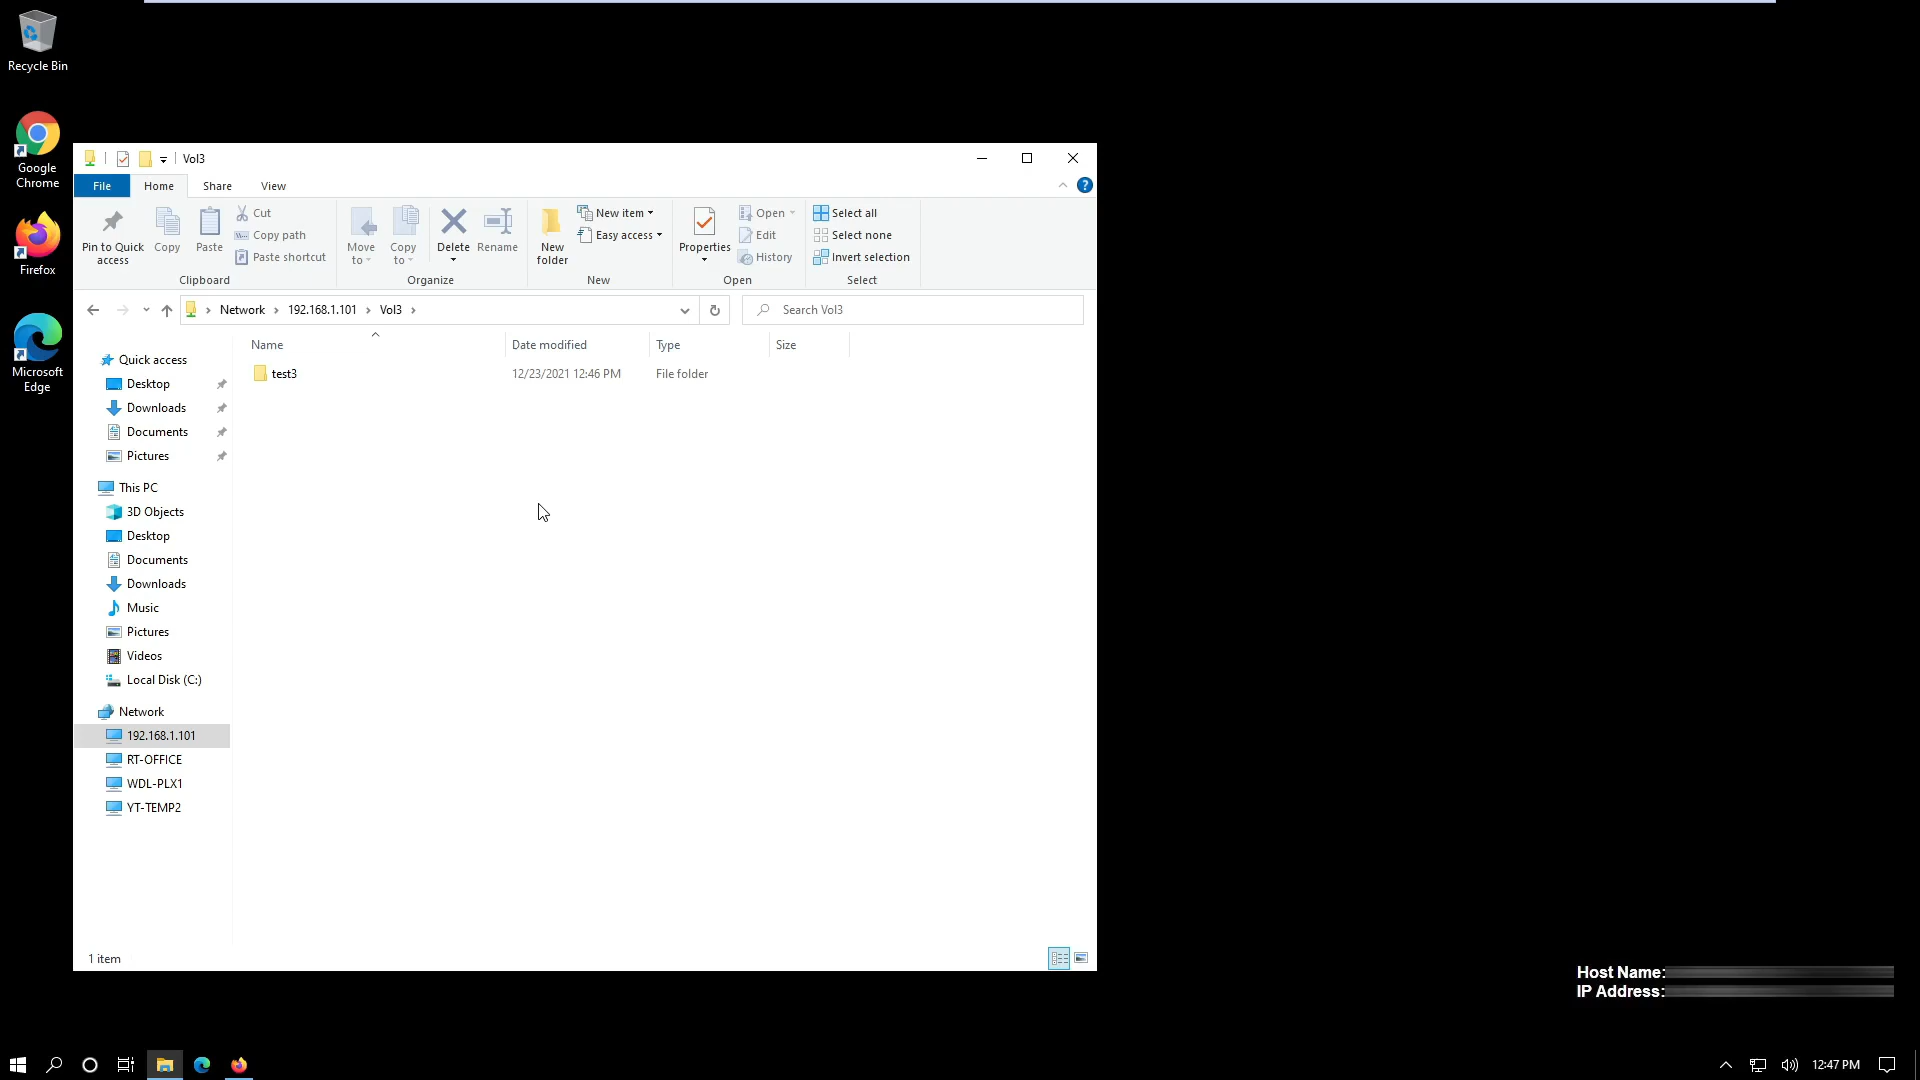 Recycle Bin
Google
Chrome
Firefox
Microsoft
Edge
Vol3
File Home Share View
Pin to Quick
access
Copy
Paste
Cut
Copy path
Paste shortcut
Clipboard
Move
to
Copy
to
Delete
Rename
Organize
New
folder
New item
Easy access
New
Properties
Open
Edit
History
Open
Select all
Select none
Invert selection
Select
Network > 192.168.1.101 > Vol3 >
Search Vol3
Name Date modified Type Size
test3 12/23/2021 12:46 PM File folder
Quick access
Desktop
Downloads
Documents
Pictures
This PC
3D Objects
Desktop
Documents
Downloads
Music
Pictures
Videos
Local Disk (C:)
Network
192.168.1.101
RT-OFFICE
WDL-PLX1
YT-TEMP2
1 item
Host Name:
IP Address:
12:47 PM